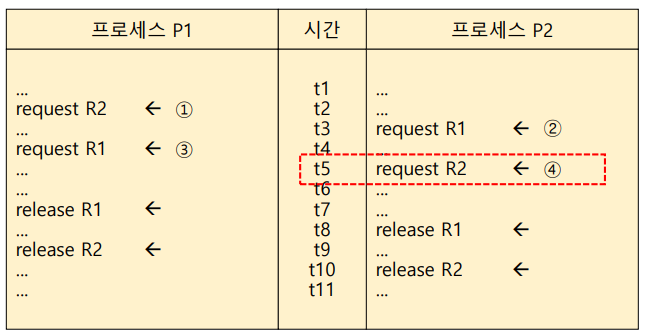 프로세스 P1 시간 프로세스 P2
... t1 ...
request R2 ← ① t2 ...
... t3 request R1 ← ②
request R1 ← ③ t4 ...
... t5 request R2 ← ④
... t6 ...
release R1 ← t7 ...
... t8 release R1 ←
release R2 ← t9 ...
... t10 release R2 ←
... t11 ...